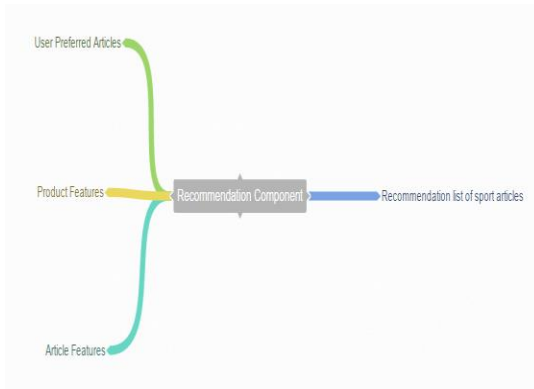 User Preferred Articles
Product Features
Recommendation Component
Recommendation list of sport articles
Article Features